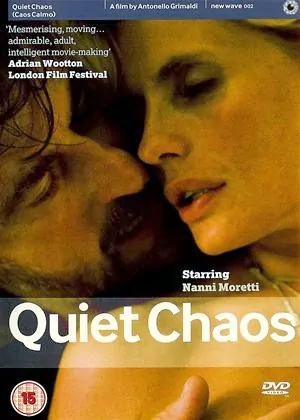 Quiet Chaos
(Caos Calmo)
A film by Antonello Grimaldi
new wave 002
'Mesmerising, moving...
admirable, adult,
intelligent movie-making'
Adrian Wootton
London Film Festival
Starring
Nanni Moretti
Quiet Chaos
15
DVD
VIDEO